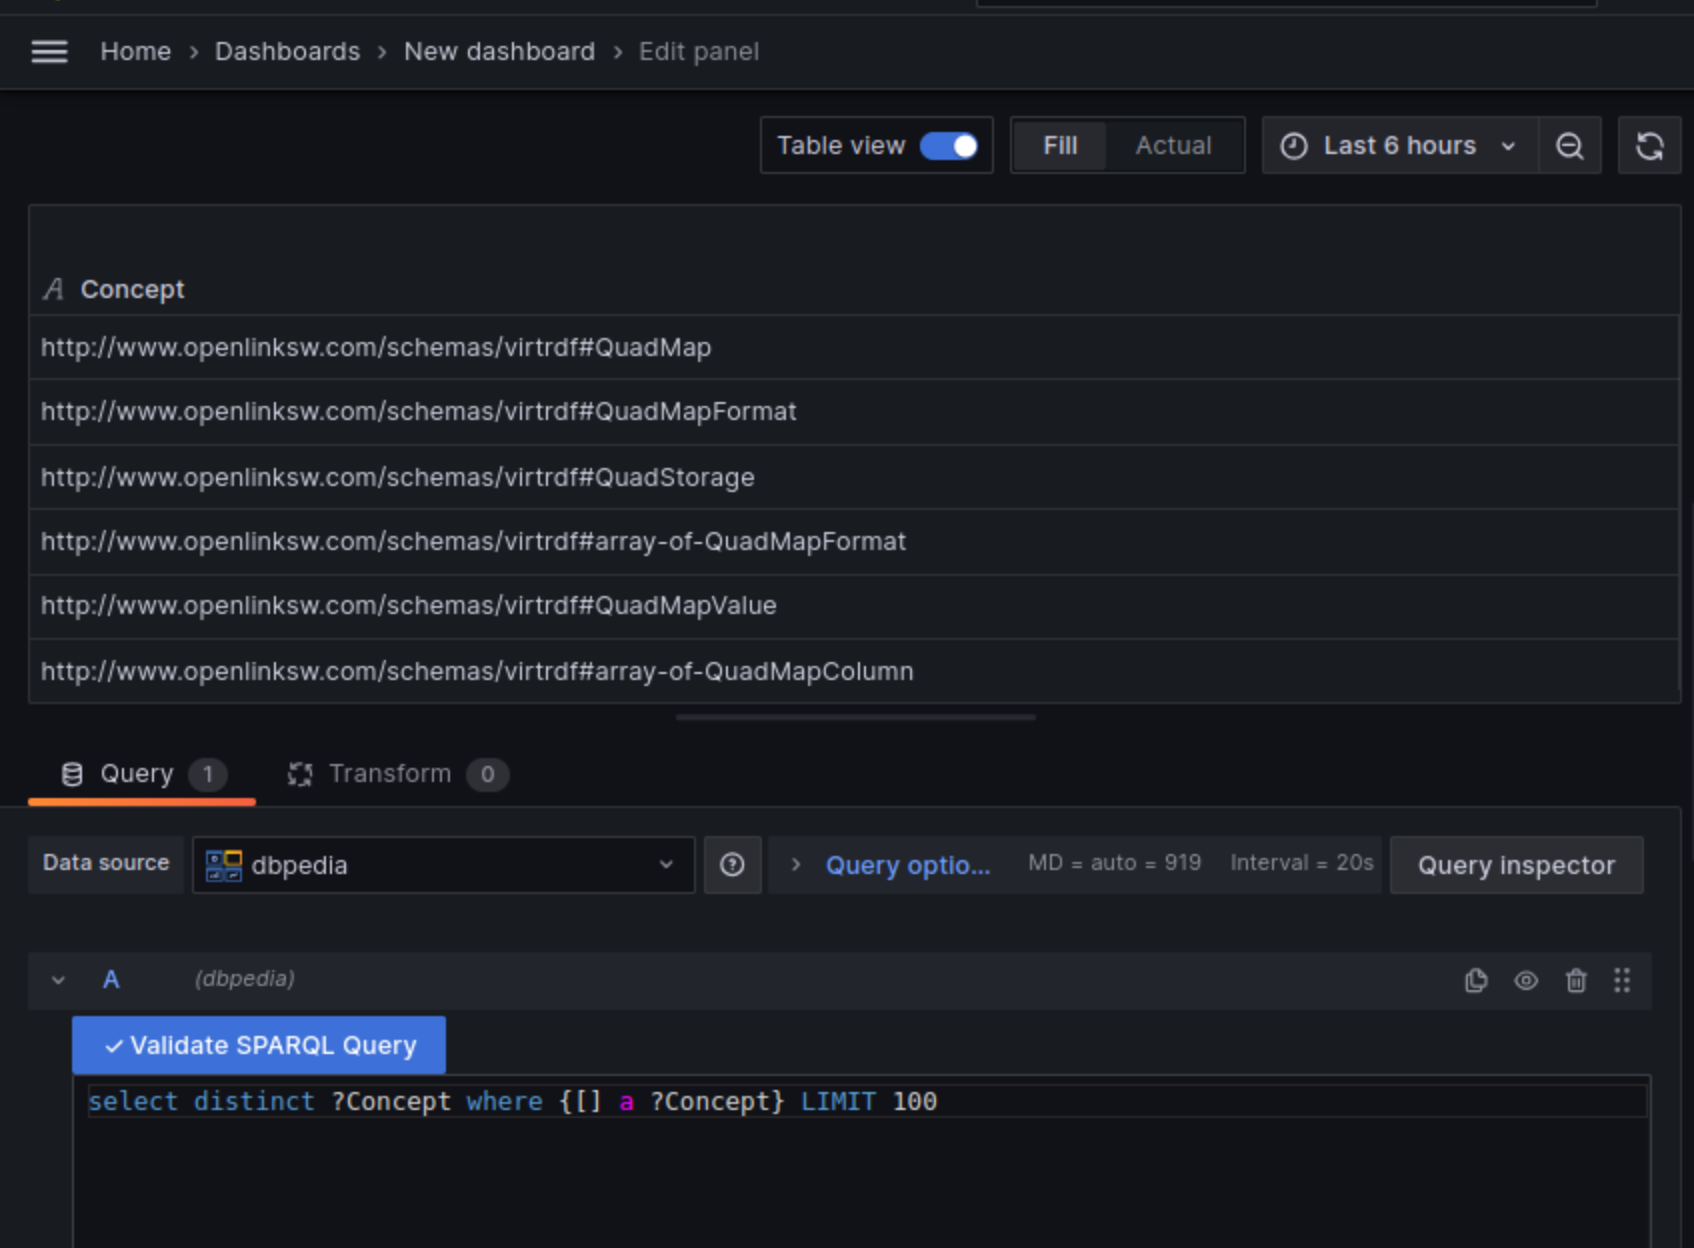 Home › Dashboards › New dashboard › Edit panel
Table view Fill Actual Last 6 hours
A Concept
http://www.openlinksw.com/schemas/virtrdf#QuadMap
http://www.openlinksw.com/schemas/virtrdf#QuadMapFormat
http://www.openlinksw.com/schemas/virtrdf#QuadStorage
http://www.openlinksw.com/schemas/virtrdf#array-of-QuadMapFormat
http://www.openlinksw.com/schemas/virtrdf#QuadMapValue
http://www.openlinksw.com/schemas/virtrdf#array-of-QuadMapColumn
Query 1 Transform 0
Data source dbpedia Query optio... MD = auto = 919 Interval = 20s Query inspector
A (dbpedia)
Validate SPARQL Query
select distinct ?Concept where {[] a ?Concept} LIMIT 100